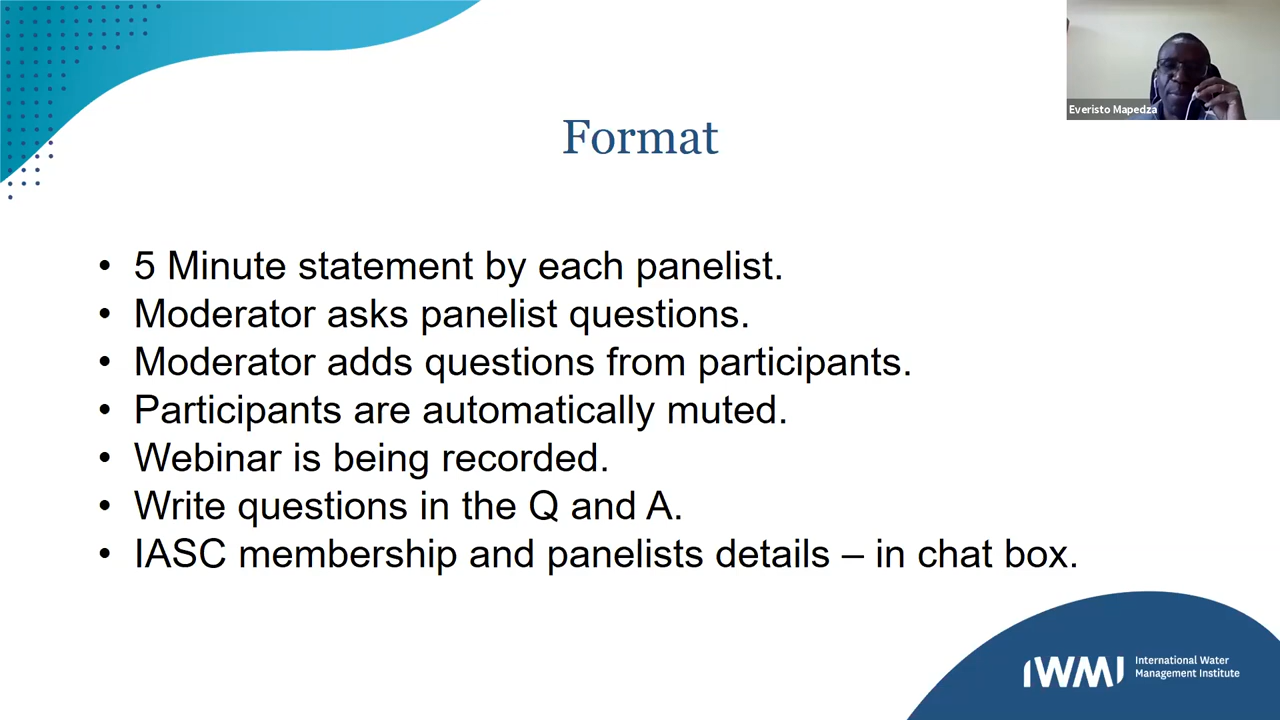 Everisto Mapedza
Format
• 5 Minute statement by each panelist.
• Moderator asks panelist questions.
• Moderator adds questions from participants.
• Participants are automatically muted.
• Webinar is being recorded.
• Write questions in the Q and A.
• IASC membership and panelists details – in chat box.
IWMI
International Water
Management Institute